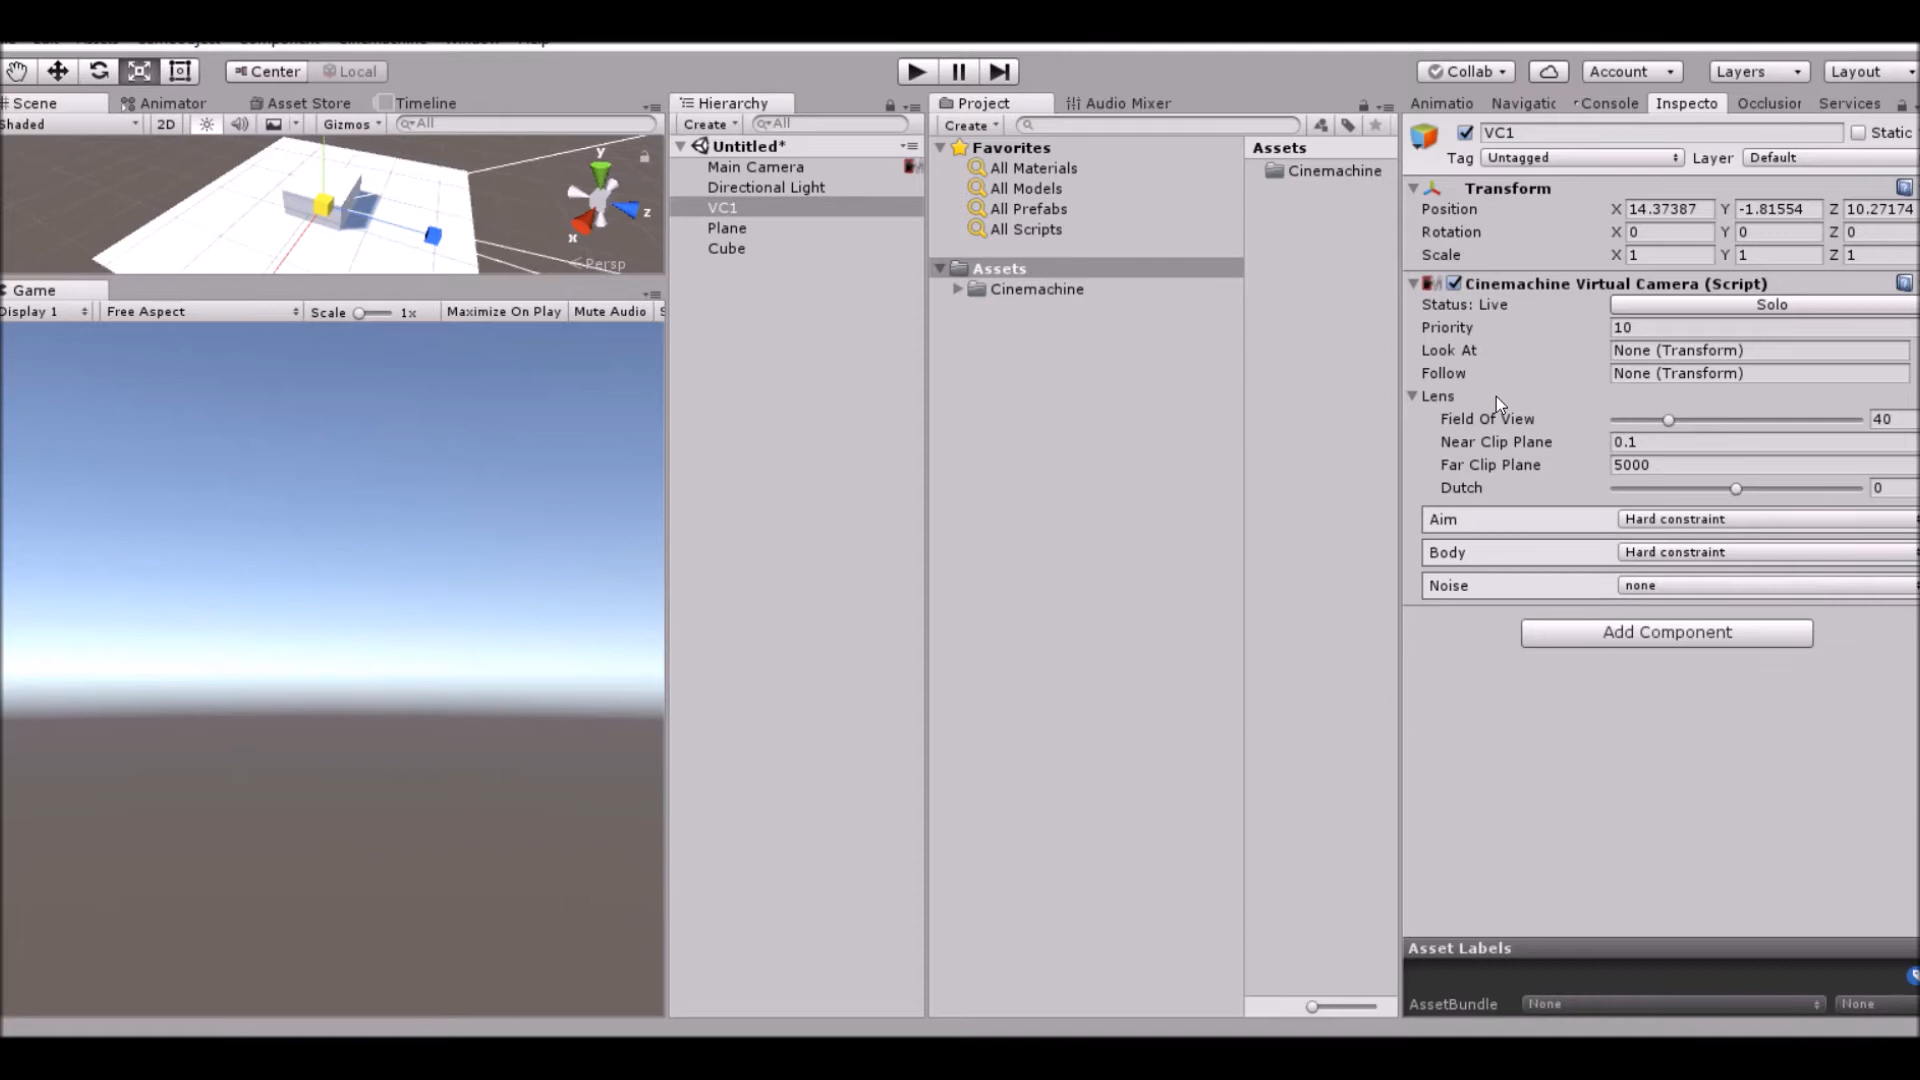 Center Local
Collab Account Layers Layout
Scene Animator Asset Store Timeline
Shaded 2D Gizmos All
y
z
x
Persp
Game
Display 1 Free Aspect Scale 1x Maximize On Play Mute Audio
Hierarchy
Create All
Untitled*
Main Camera
Directional Light
VC1
Plane
Cube
Project Audio Mixer
Create
Favorites
All Materials
All Models
All Prefabs
All Scripts
Assets
Cinemachine
Assets
Cinemachine
Animatio Navigatic Console Inspecto Occlusior Services
VC1 Static
Tag Untagged Layer Default
Transform
Position X 14.37387 Y -1.81554 Z 10.27174
Rotation X 0 Y 0 Z 0
Scale X 1 Y 1 Z 1
Cinemachine Virtual Camera (Script)
Status: Live Solo
Priority 10
Look At None (Transform)
Follow None (Transform)
Lens
Field Of View 40
Near Clip Plane 0.1
Far Clip Plane 5000
Dutch 0
Aim Hard constraint
Body Hard constraint
Noise none
Add Component
Asset Labels
AssetBundle None None